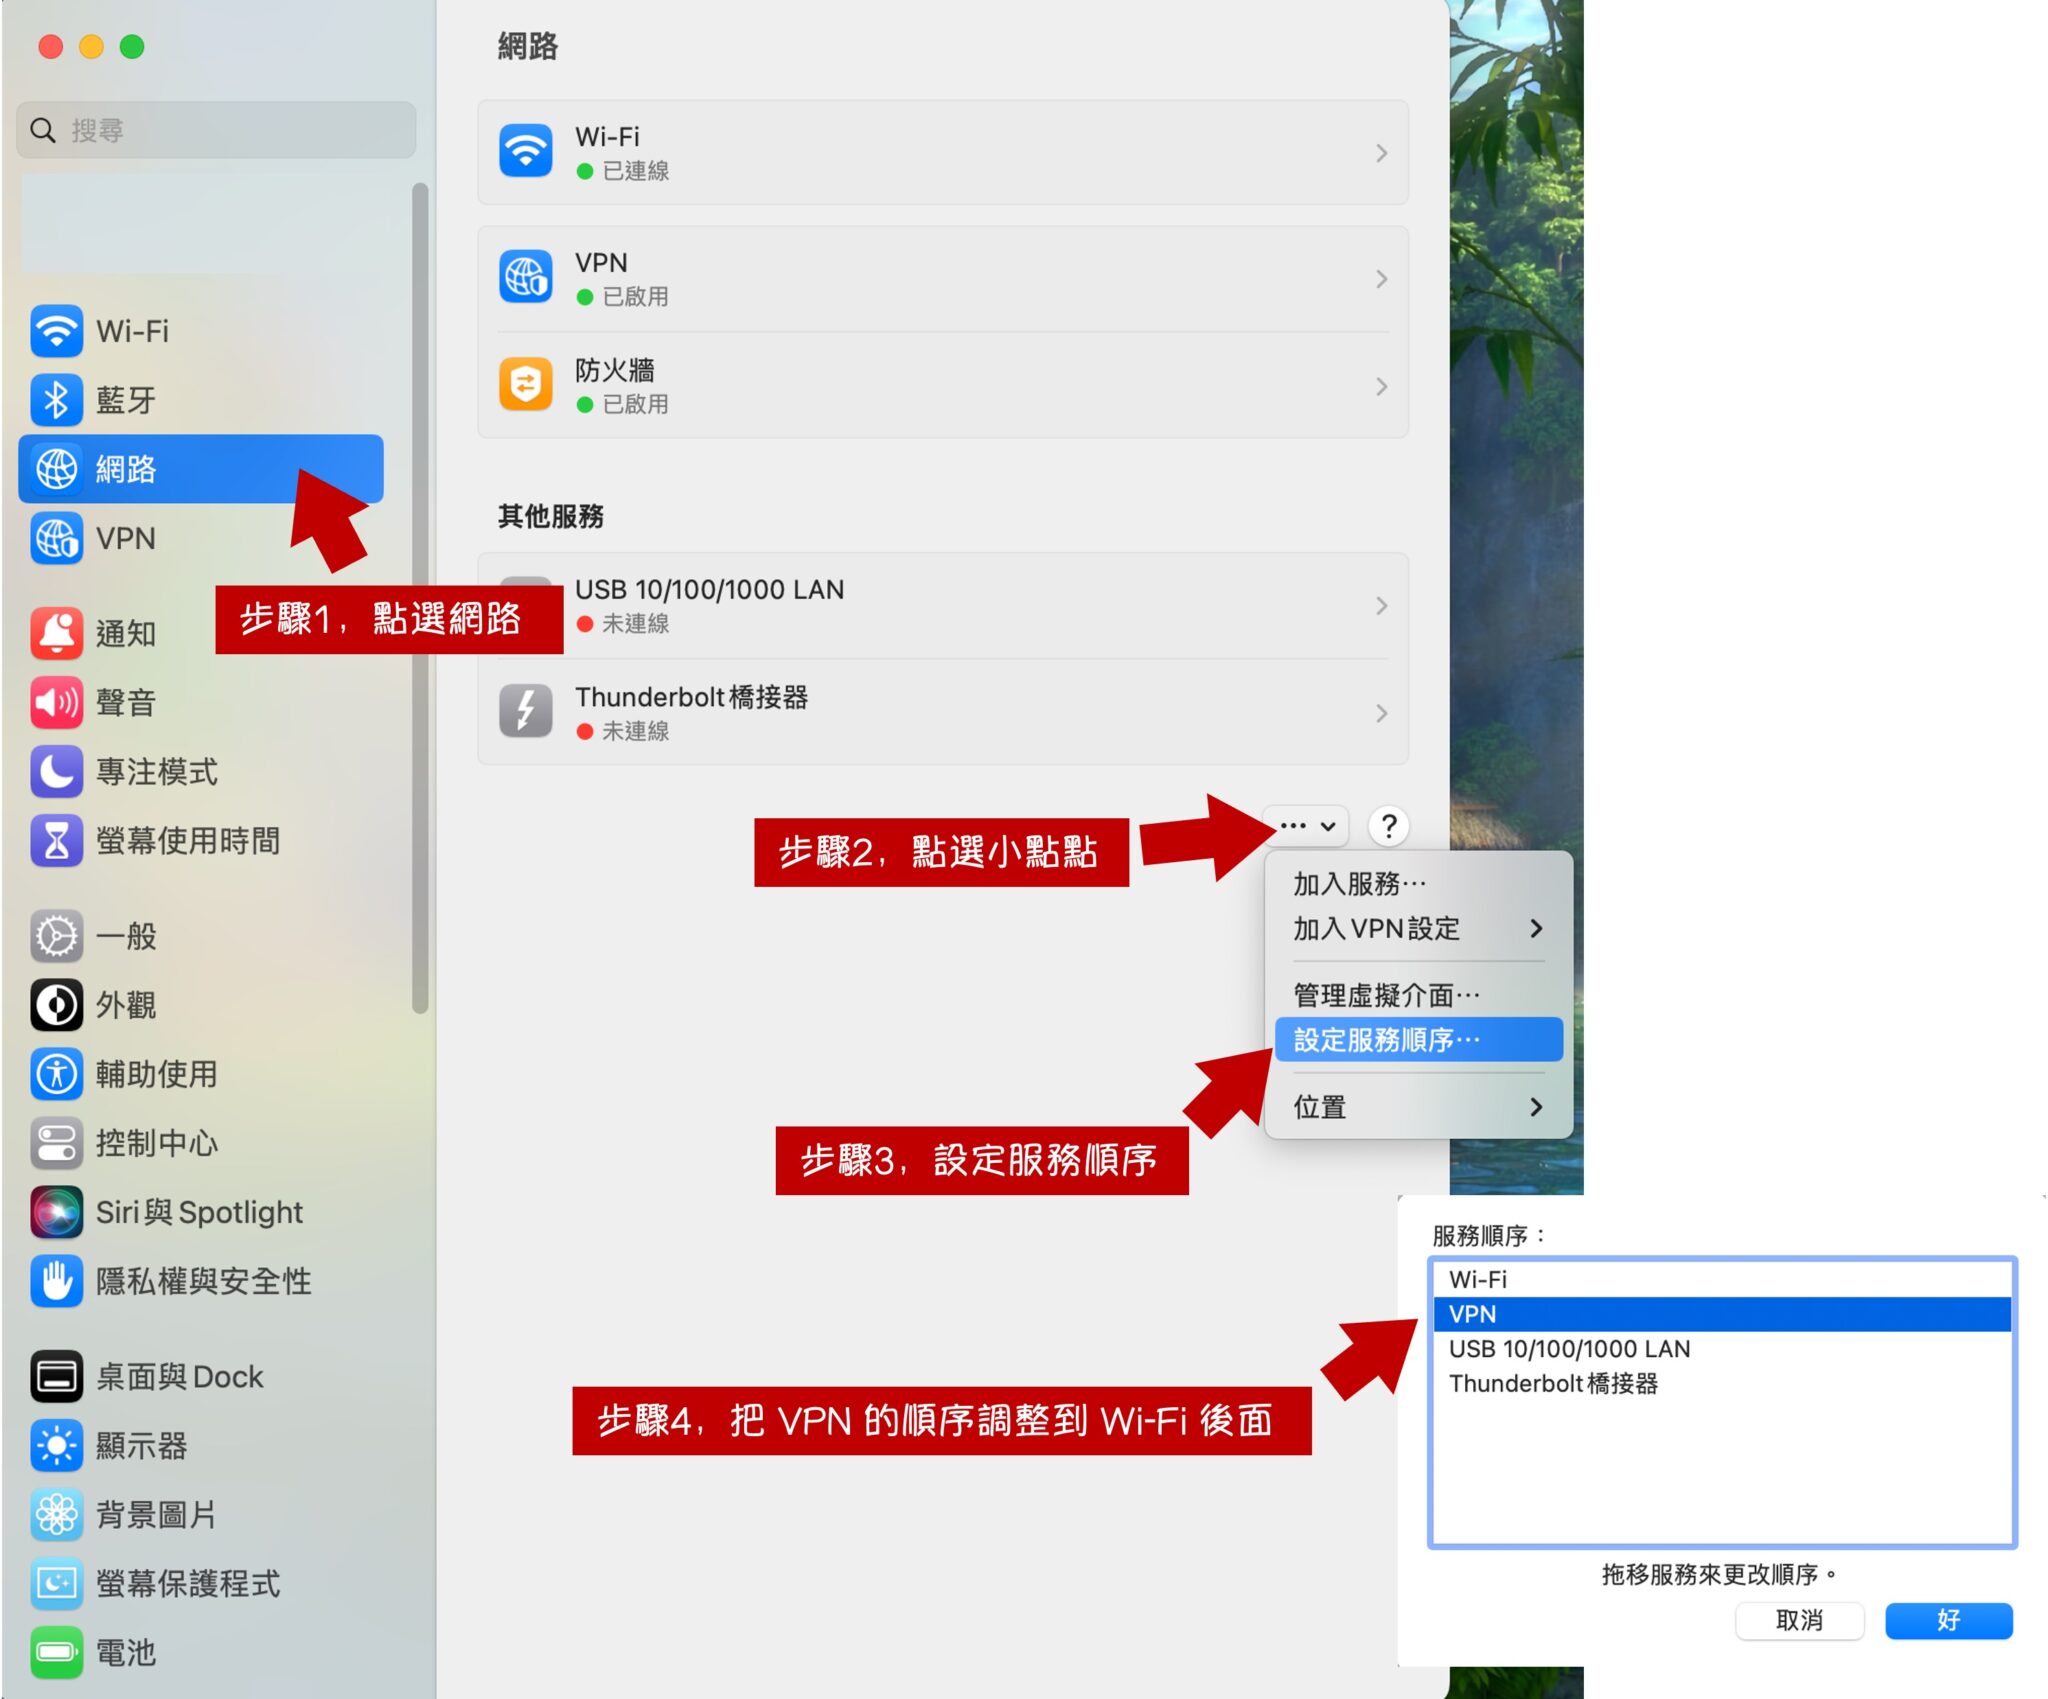 搜尋
Wi-Fi
藍牙
網路
VPN
通知
聲音
專注模式
螢幕使用時間
一般
外觀
輔助使用
控制中心
Siri與Spotlight
隱私權與安全性
桌面與Dock
顯示器
背景圖片
螢幕保護程式
電池
網路
Wi-Fi
已連線
VPN
已啟用
防火牆
已啟用
其他服務
USB 10/100/1000 LAN
未連線
Thunderbolt橋接器
未連線
步驟1，點選網路
步驟2，點選小點點
··· ?
加入服務…
加入VPN設定
管理虛擬介面…
設定服務順序…
位置
步驟3，設定服務順序
步驟4，把 VPN 的順序調整到 Wi-Fi 後面
服務順序：
Wi-Fi
VPN
USB 10/100/1000 LAN
Thunderbolt橋接器
拖移服務來更改順序。
取消 好